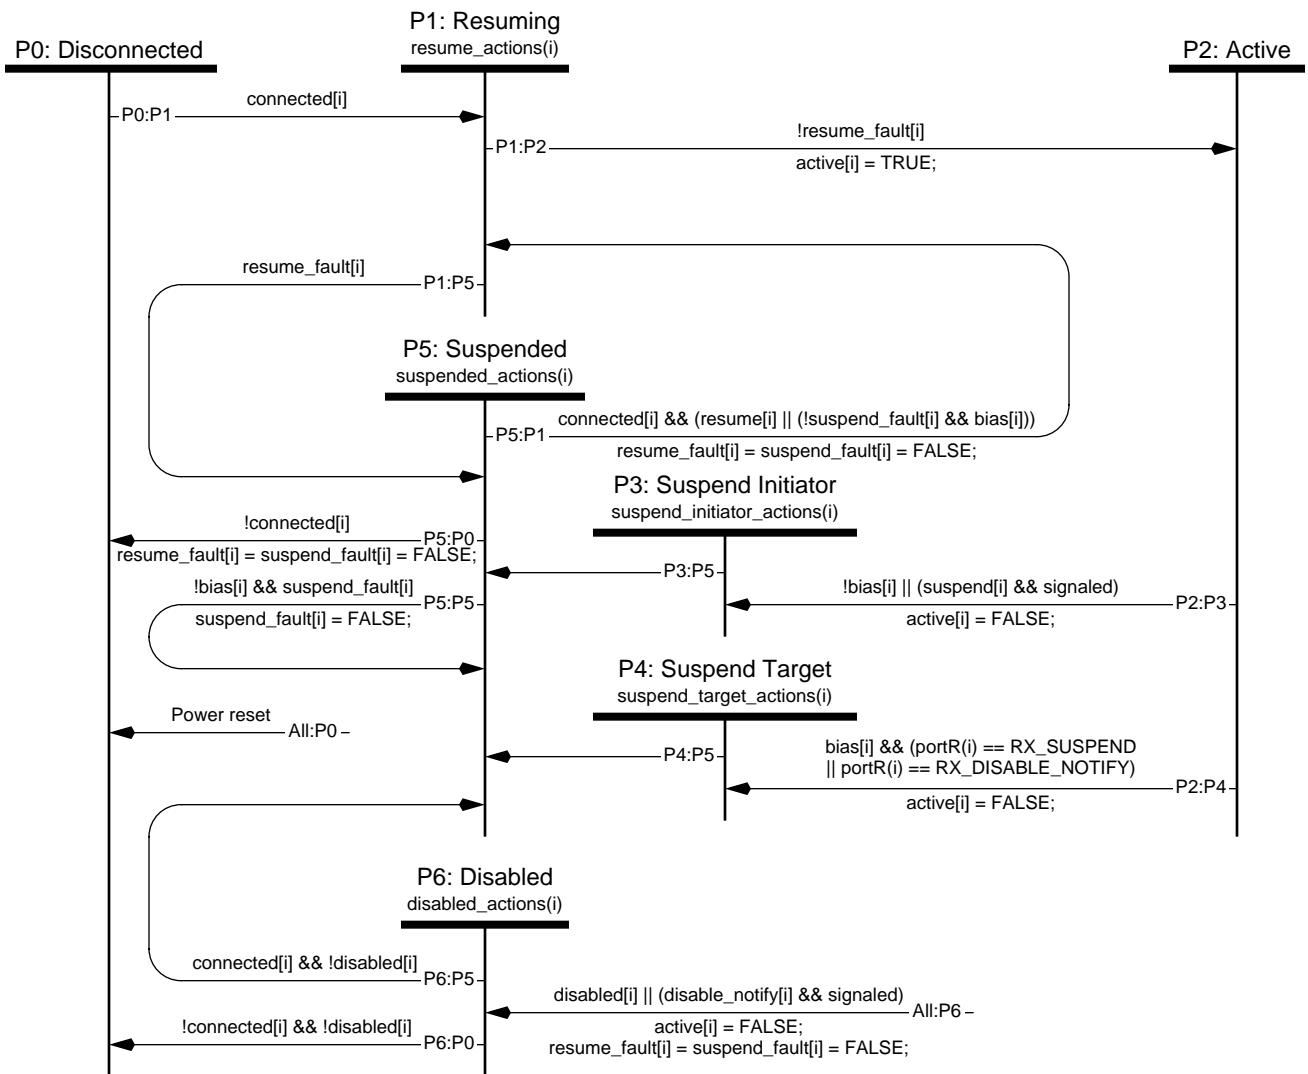 P1: Resuming
resume_actions(i)
P0: Disconnected
P2: Active
connected[i]
P0:P1
!resume_fault[i]
P1:P2
active[i] = TRUE;
resume_fault[i]
P1:P5
P5: Suspended
suspended_actions(i)
connected[i] && (resume[i] || (!suspend_fault[i] && bias[i]))
P5:P1
resume_fault[i] = suspend_fault[i] = FALSE;
P3: Suspend Initiator
suspend_initiator_actions(i)
!connected[i]
P5:P0
resume_fault[i] = suspend_fault[i] = FALSE;
P3:P5
!bias[i] && suspend_fault[i]
P5:P5
suspend_fault[i] = FALSE;
!bias[i] || (suspend[i] && signaled)
P2:P3
active[i] = FALSE;
P4: Suspend Target
suspend_target_actions(i)
Power reset
All:P0
P4:P5
bias[i] && (portR(i) == RX_SUSPEND
|| portR(i) == RX_DISABLE_NOTIFY)
P2:P4
active[i] = FALSE;
P6: Disabled
disabled_actions(i)
connected[i] && !disabled[i]
P6:P5
disabled[i] || (disable_notify[i] && signaled)
All:P6
active[i] = FALSE;
resume_fault[i] = suspend_fault[i] = FALSE;
!connected[i] && !disabled[i]
P6:P0